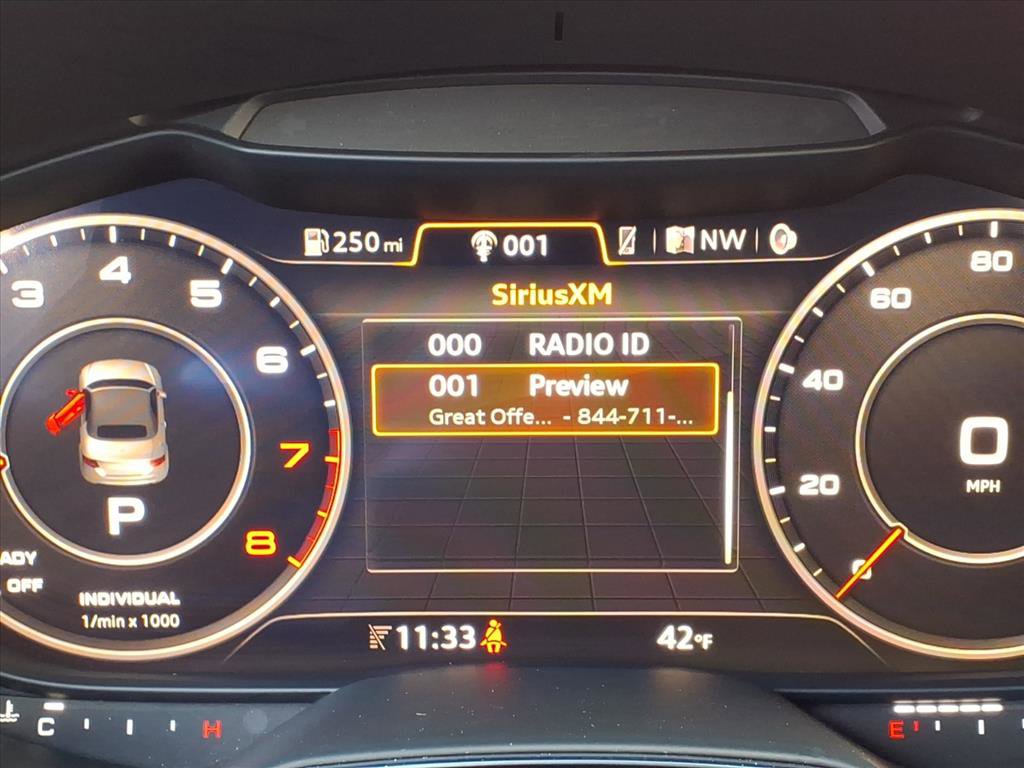 250 mi
001
NW
SiriusXM
000 RADIO ID
001 Preview
Great Offe... - 844-711-...
3
4
5
6
7
8
P
ADY
OFF
INDIVIDUAL
1/min x 1000
80
60
40
20
0
0
MPH
11:33
42°F
C
H
E